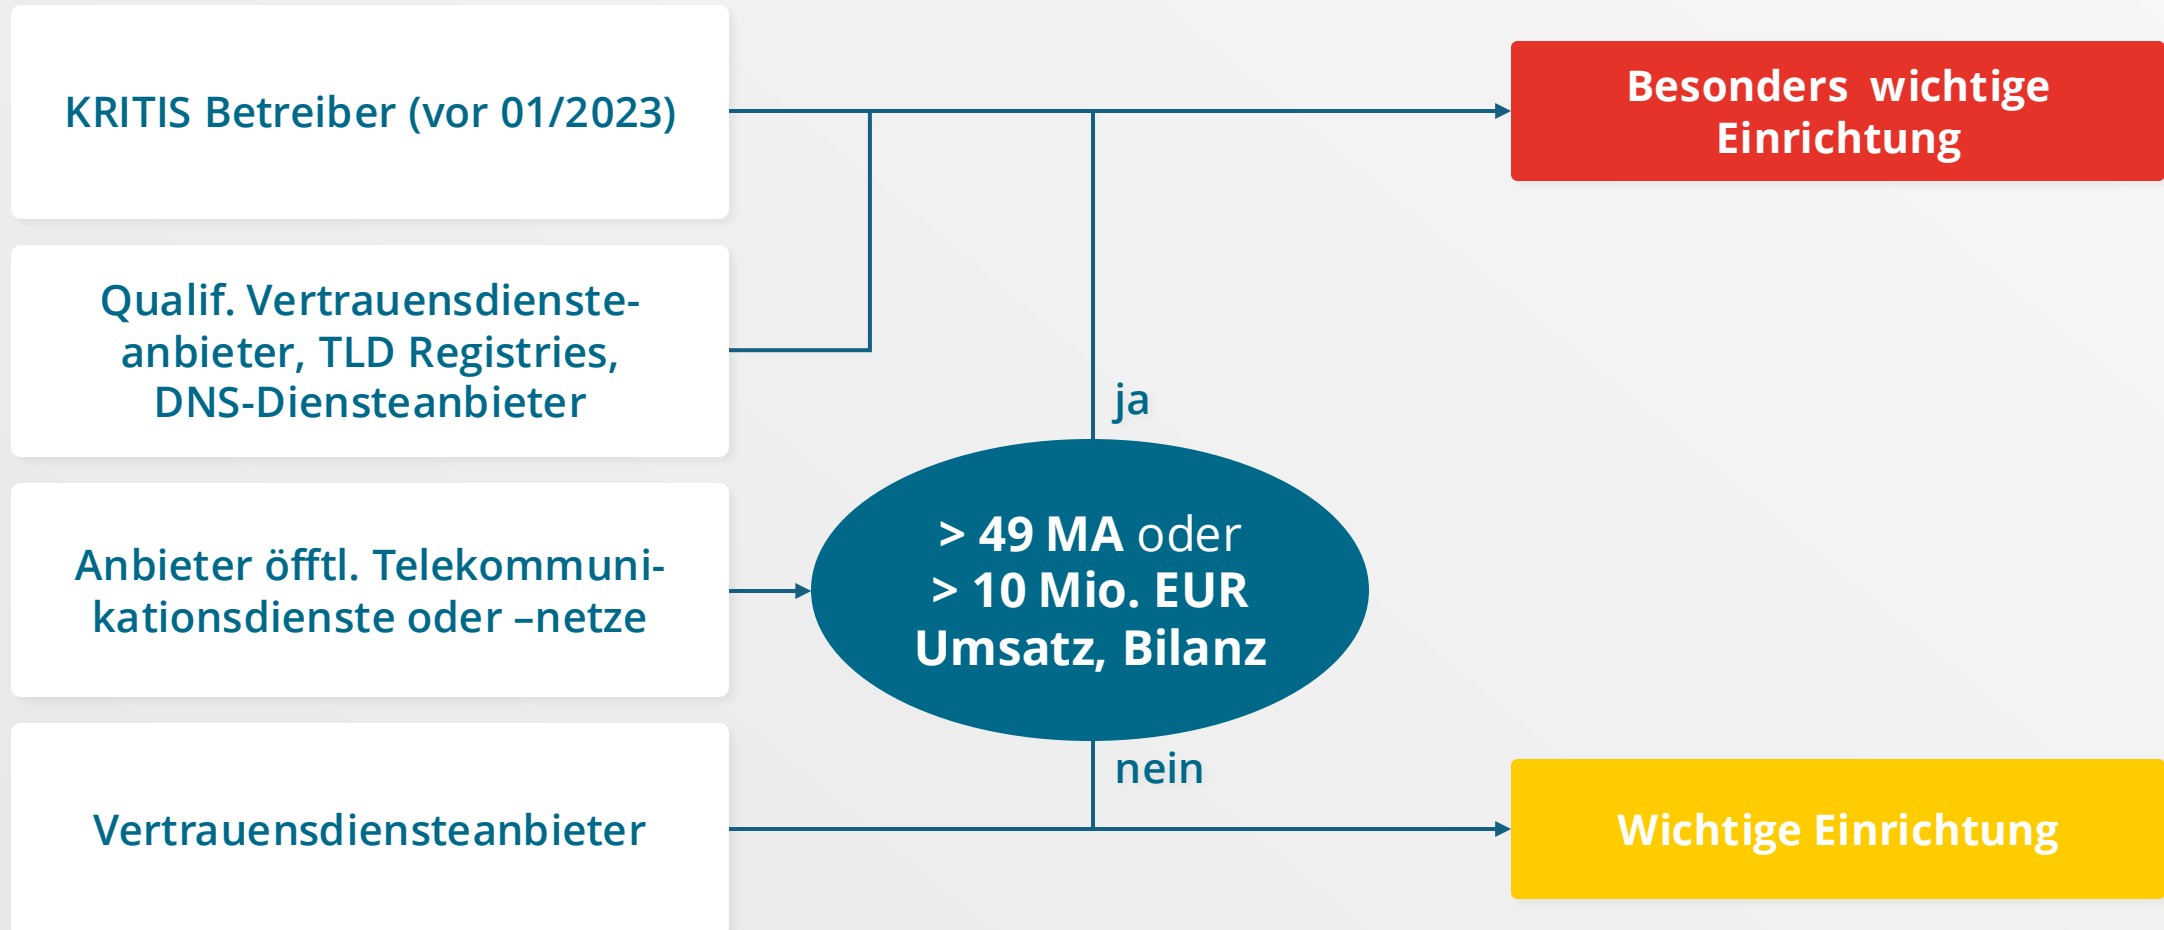 KRITIS Betreiber (vor 01/2023)
Besonders wichtige
Einrichtung
Qualif. Vertrauensdienste-
anbieter, TLD Registries,
DNS-Diensteanbieter
ja
Anbieter öfftl. Telekommuni-
kationsdienste oder –netze
> 49 MA oder
> 10 Mio. EUR
Umsatz, Bilanz
nein
Vertrauensdiensteanbieter
Wichtige Einrichtung